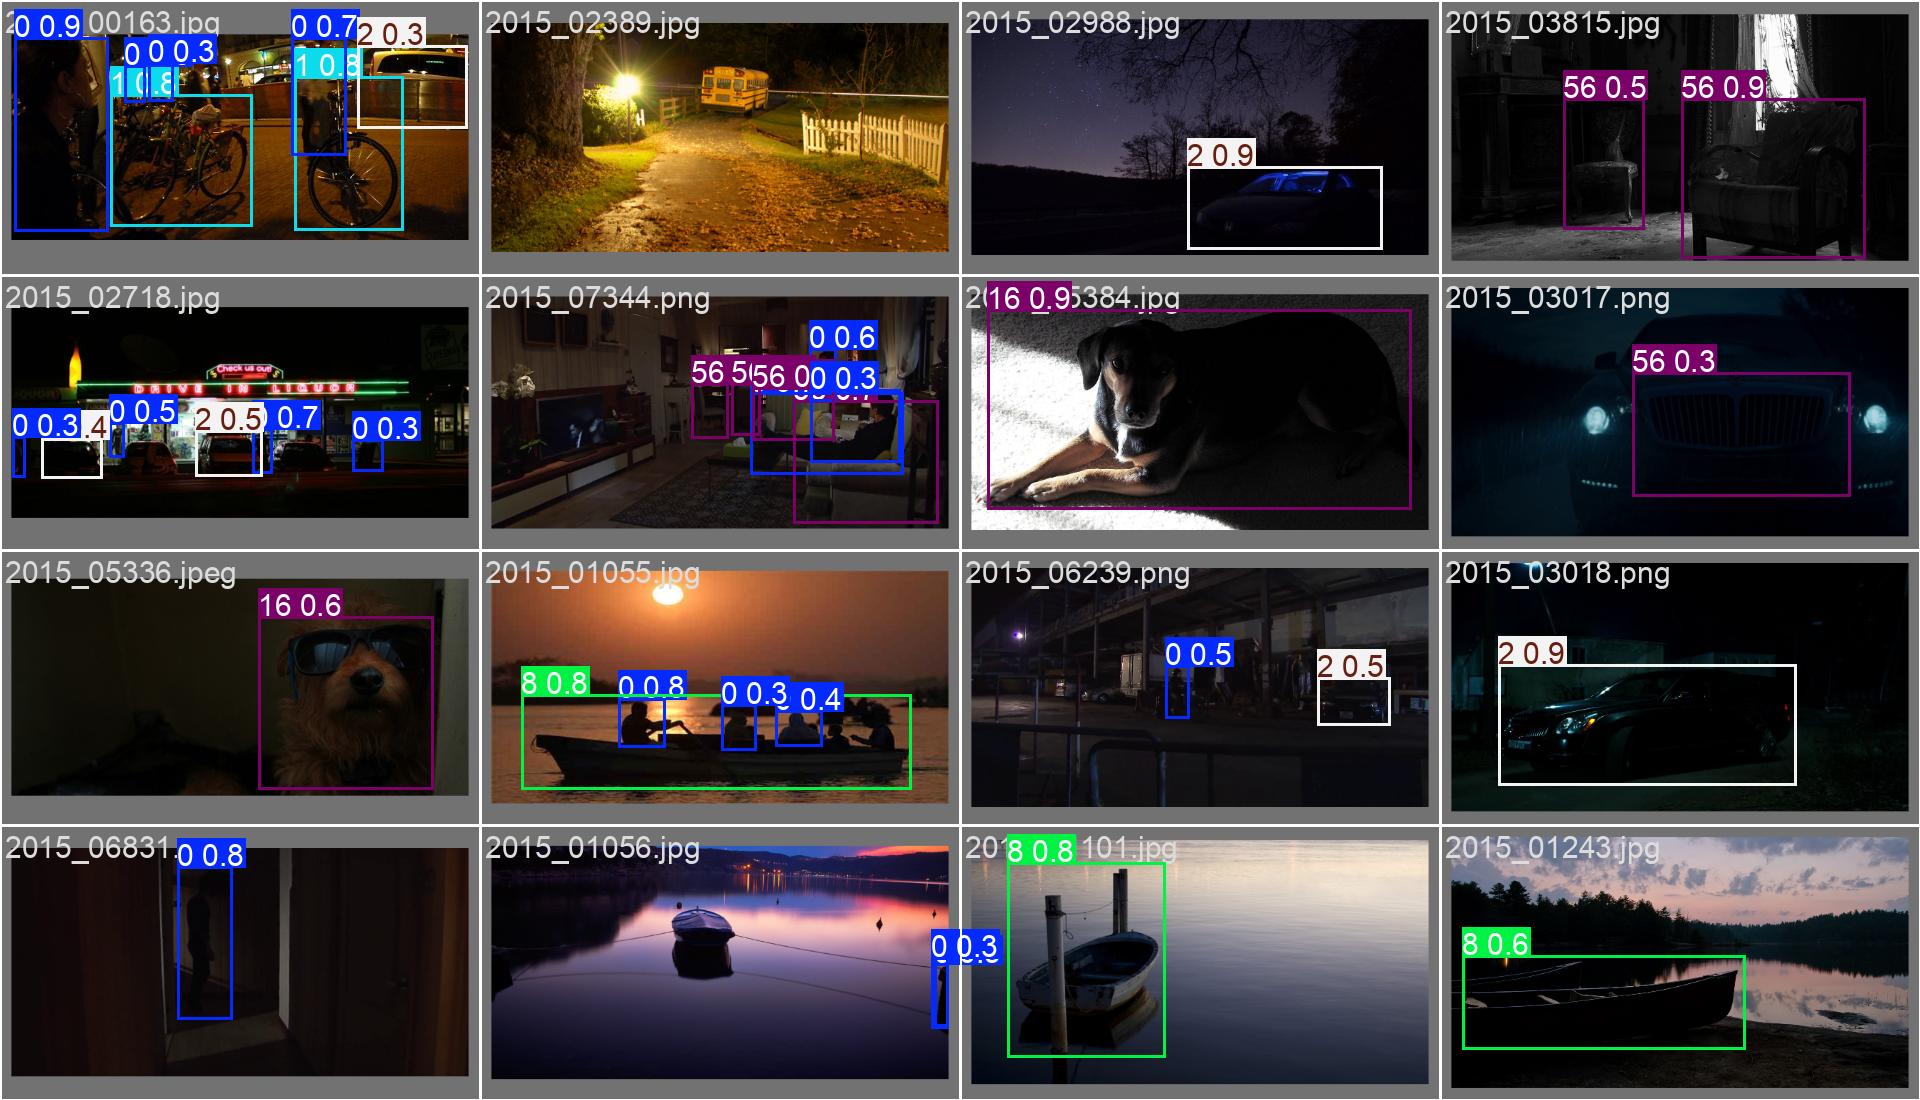 00163.jpg
0 0.9
0
0 0.3
1 0.8
0 0.7
2 0.3
1 0.8
2015_02389.jpg
2015_02988.jpg
2 0.9
2015_03815.jpg
56 0.5
56 0.9
2015_02718.jpg
Check us out!
DRIVE IN LIQUOR
0 0.3
.4
0 0.5
2 0.5
0.7
0 0.3
2015_07344.png
0 0.6
56
56 0
0 0.3
384.jpg
16 0.9
2015_03017.png
56 0.3
2015_05336.jpeg
16 0.6
2015_01055.jpg
8 0.8
0 0.8
0 0.3
0.4
2015_06239.png
0 0.5
2 0.5
2015_03018.png
2 0.9
2015_06831.
0 0.8
2015_01056.jpg
0 0.3
101.jpg
8 0.8
2015_01243.jpg
8 0.6